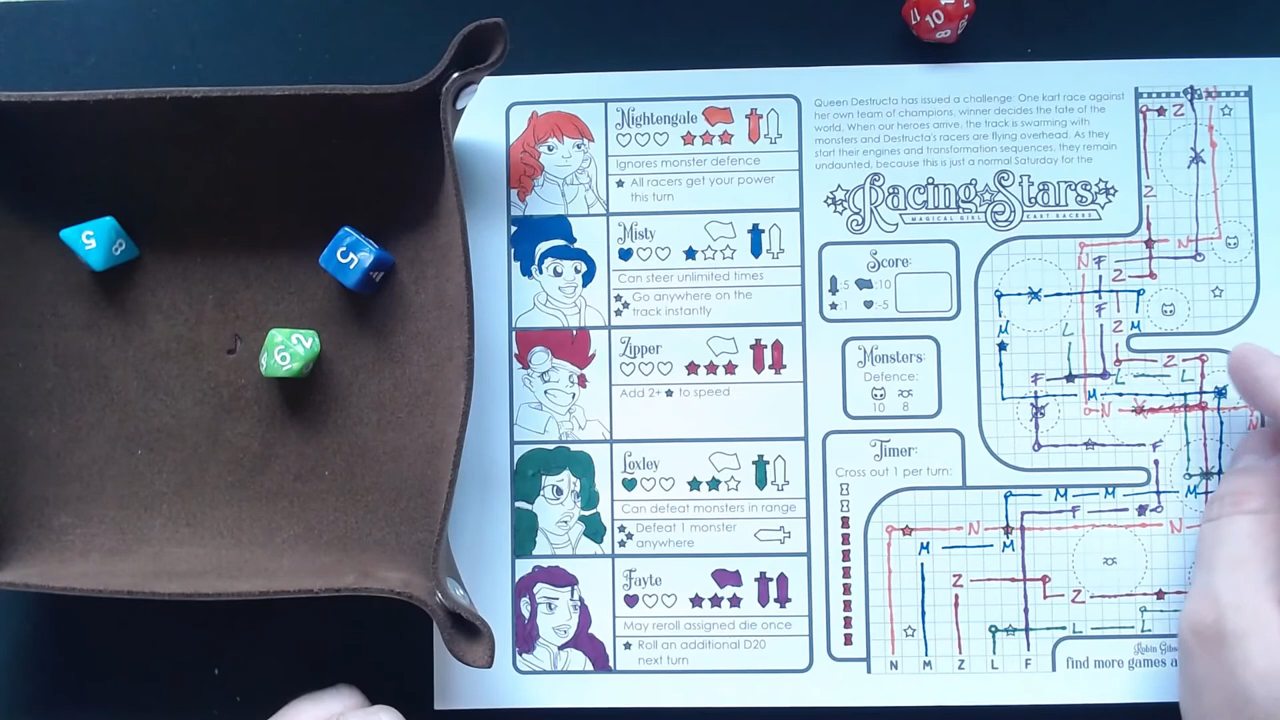 Nightengale
Ignores monster defence
All racers get your power
this turn
Misty
Can steer unlimited times
Go anywhere on the
track instantly
Zipper
Add 2+ to speed
Loxley
Can defeat monsters in range
Defeat 1 monster
anywhere
Fayte
May reroll assigned die once
Roll an additional D20
next turn
Queen Destructa has issued a challenge: One kart race against
her own team of champions, winner decides the fate of the
world. When our heroes arrive, the track is swarming with
monsters and Destructa's racers are flying overhead. As they
start their engines and transformation sequences, they remain
undaunted, because this is just a normal Saturday for the
Racing Stars
MAGICAL GIRL KART RACERS
Score:
:5 :10
:1 :-5
Monsters:
Defence:
10 8
Timer:
Cross out 1 per turn:
Z N
Z
N
N F
Z
F
M L Z M
Z
F L L
M
N N
F
M M M
F
N N
M M
Z
Z
L L
N M Z L F
find more games a
5 8
5
6 2
10 8 17